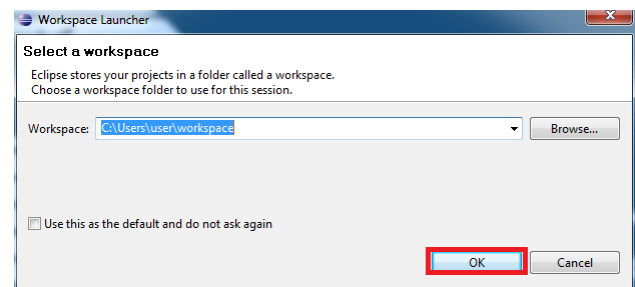 Workspace Launcher
Select a workspace
Eclipse stores your projects in a folder called a workspace.
Choose a workspace folder to use for this session.
Workspace: C:\Users\user\workspace Browse...
Use this as the default and do not ask again
OK Cancel